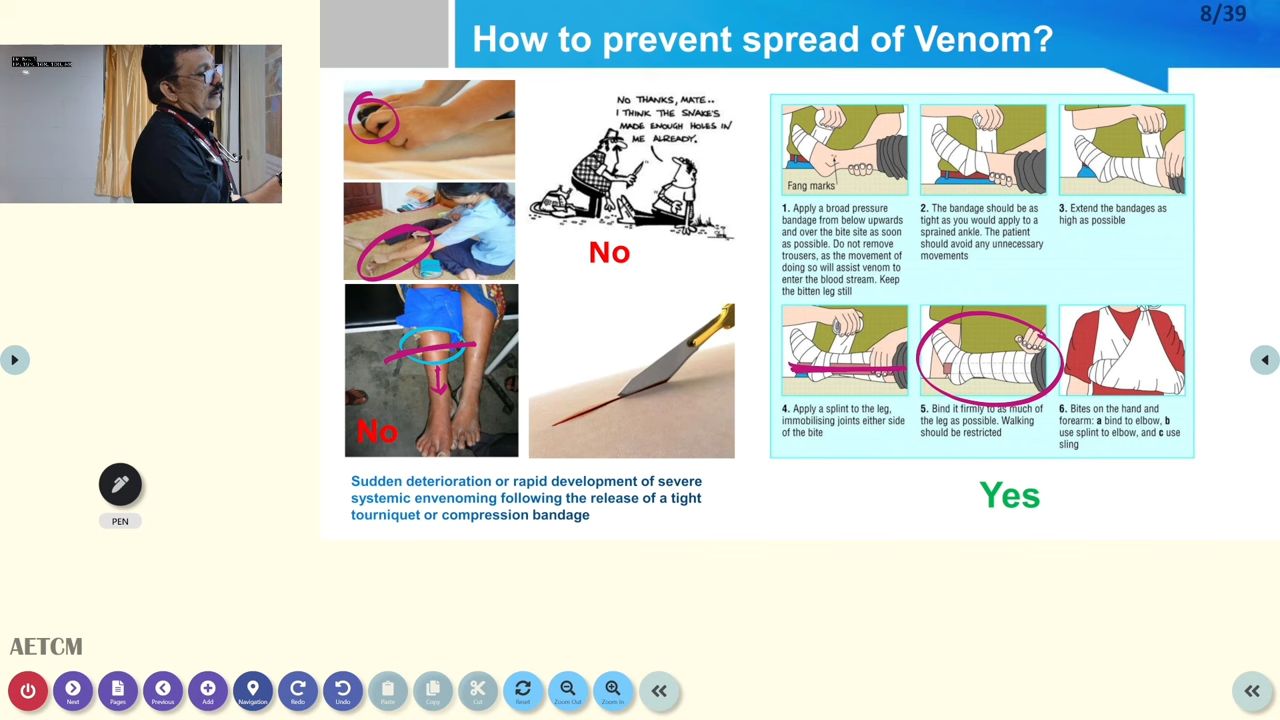 8/39
How to prevent spread of Venom?
NO THANKS, MATE..
I THINK THE SNAKE'S
MADE ENOUGH HOLES IN
ME ALREADY.
No
No
Sudden deterioration or rapid development of severe
systemic envenoming following the release of a tight
tourniquet or compression bandage
Fang marks
1. Apply a broad pressure
bandage from below upwards
and over the bite site as soon
as possible. Do not remove
trousers, as the movement of
doing so will assist venom to
enter the blood stream. Keep
the bitten leg still
2. The bandage should be as
tight as you would apply to a
sprained ankle. The patient
should avoid any unnecessary
movements
3. Extend the bandages as
high as possible
4. Apply a splint to the leg,
immobilising joints either side
of the bite
5. Bind it firmly to as much of
the leg as possible. Walking
should be restricted
6. Bites on the hand and
forearm: a bind to elbow, b
use splint to elbow, and c use
sling
Yes
PEN
AETCM
Next
Pages
Previous
Add
Navigation
Redo
Undo
Paste
Copy
Cut
Reset
Zoom Out
Zoom In